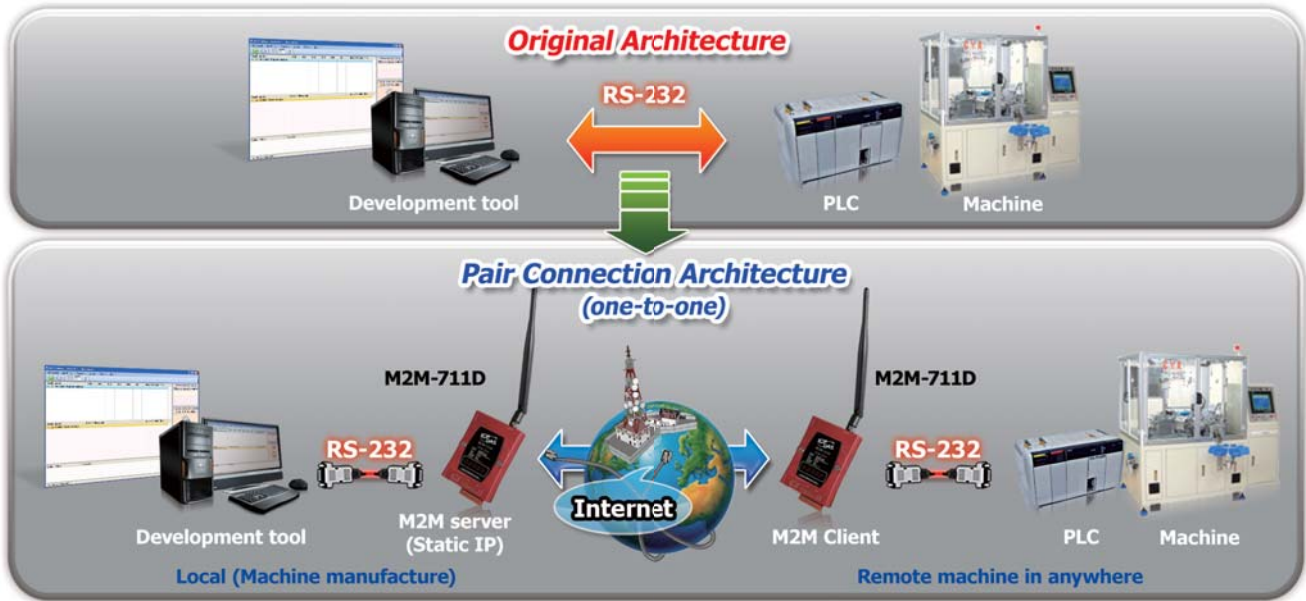 Original Architecture
RS-232
Development tool
PLC
Machine
Pair Connection Architecture
(one-to-one)
M2M-711D
M2M-711D
RS-232
RS-232
Internet
Development tool
M2M server
(Static IP)
M2M Client
PLC
Machine
Local (Machine manufacture)
Remote machine in anywhere